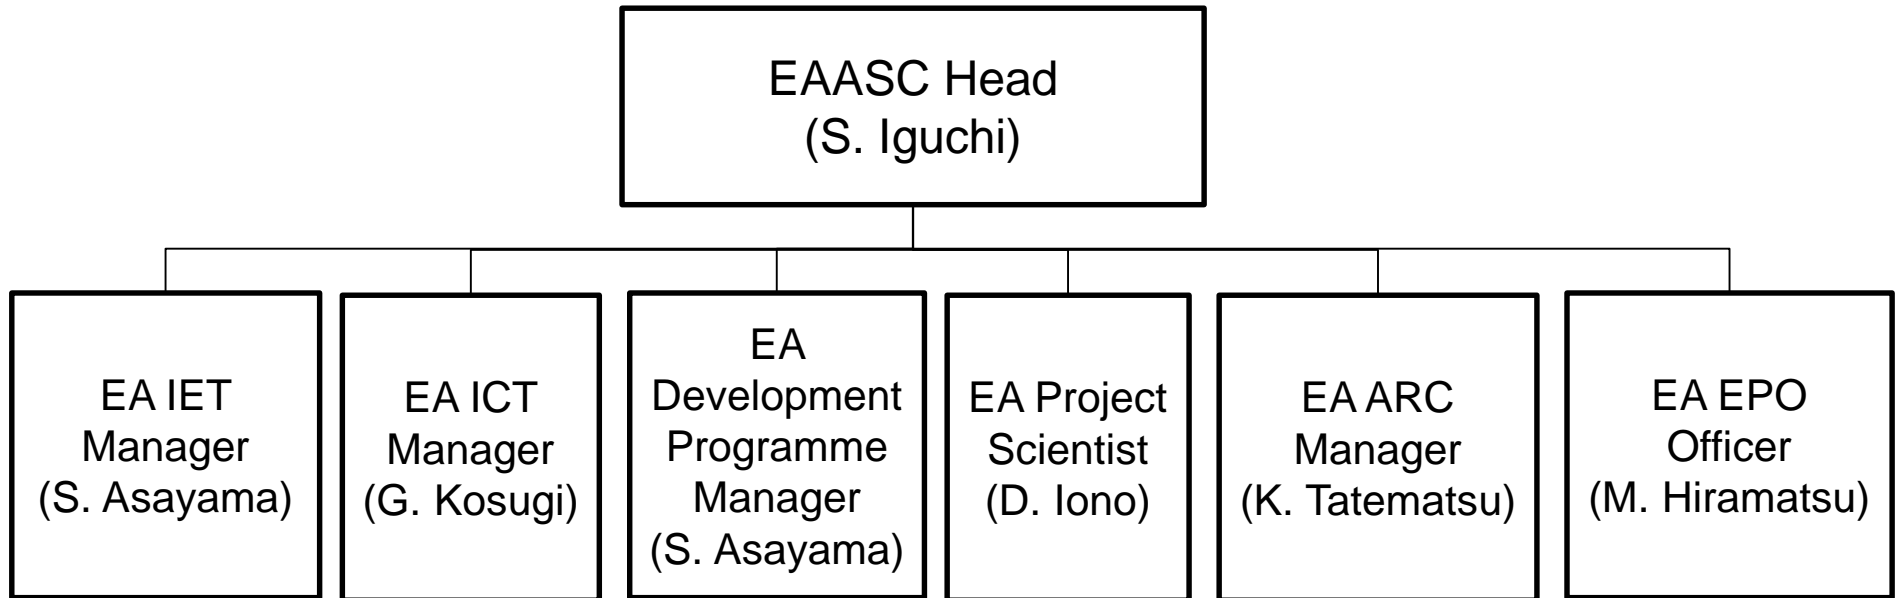 EAASC Head
(S. Iguchi)
EA IET
Manager
(S. Asayama)
EA ICT
Manager
(G. Kosugi)
EA
Development
Programme
Manager
(S. Asayama)
EA Project
Scientist
(D. Iono)
EA ARC
Manager
(K. Tatematsu)
EA EPO
Officer
(M. Hiramatsu)